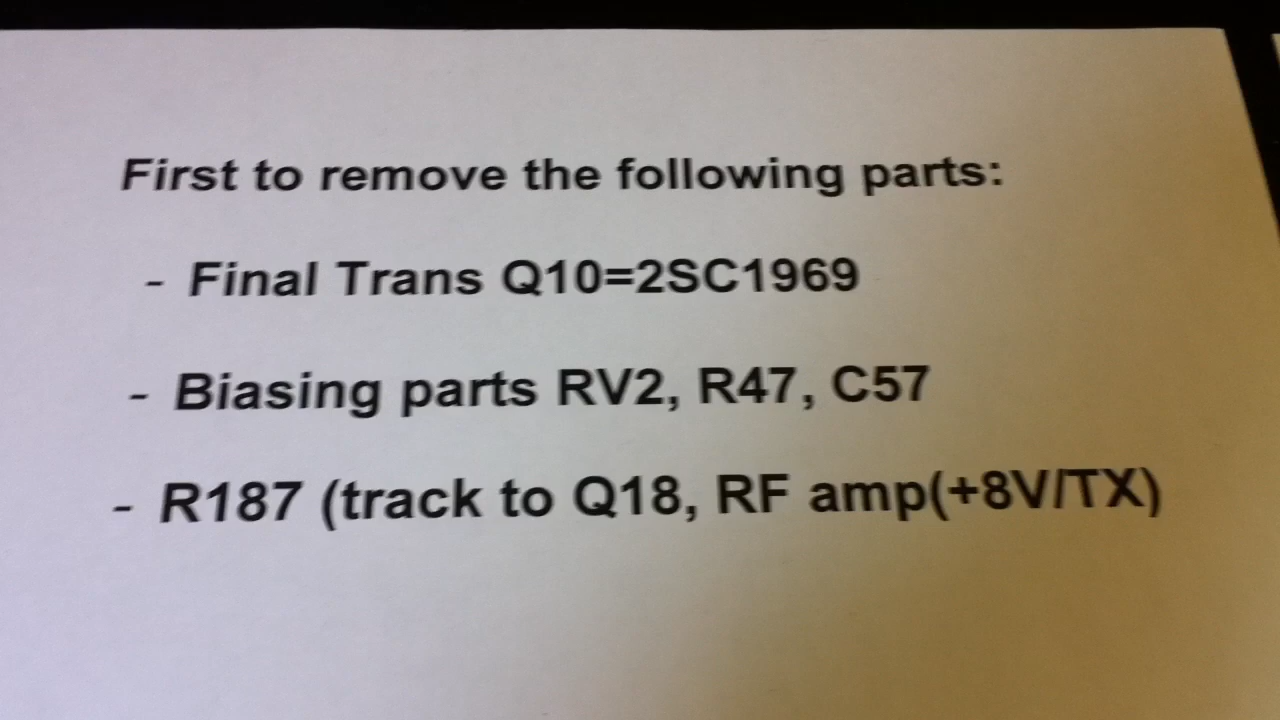 First to remove the following parts:
- Final Trans Q10=2SC1969
- Biasing parts RV2, R47, C57
- R187 (track to Q18, RF amp(+8V/TX)